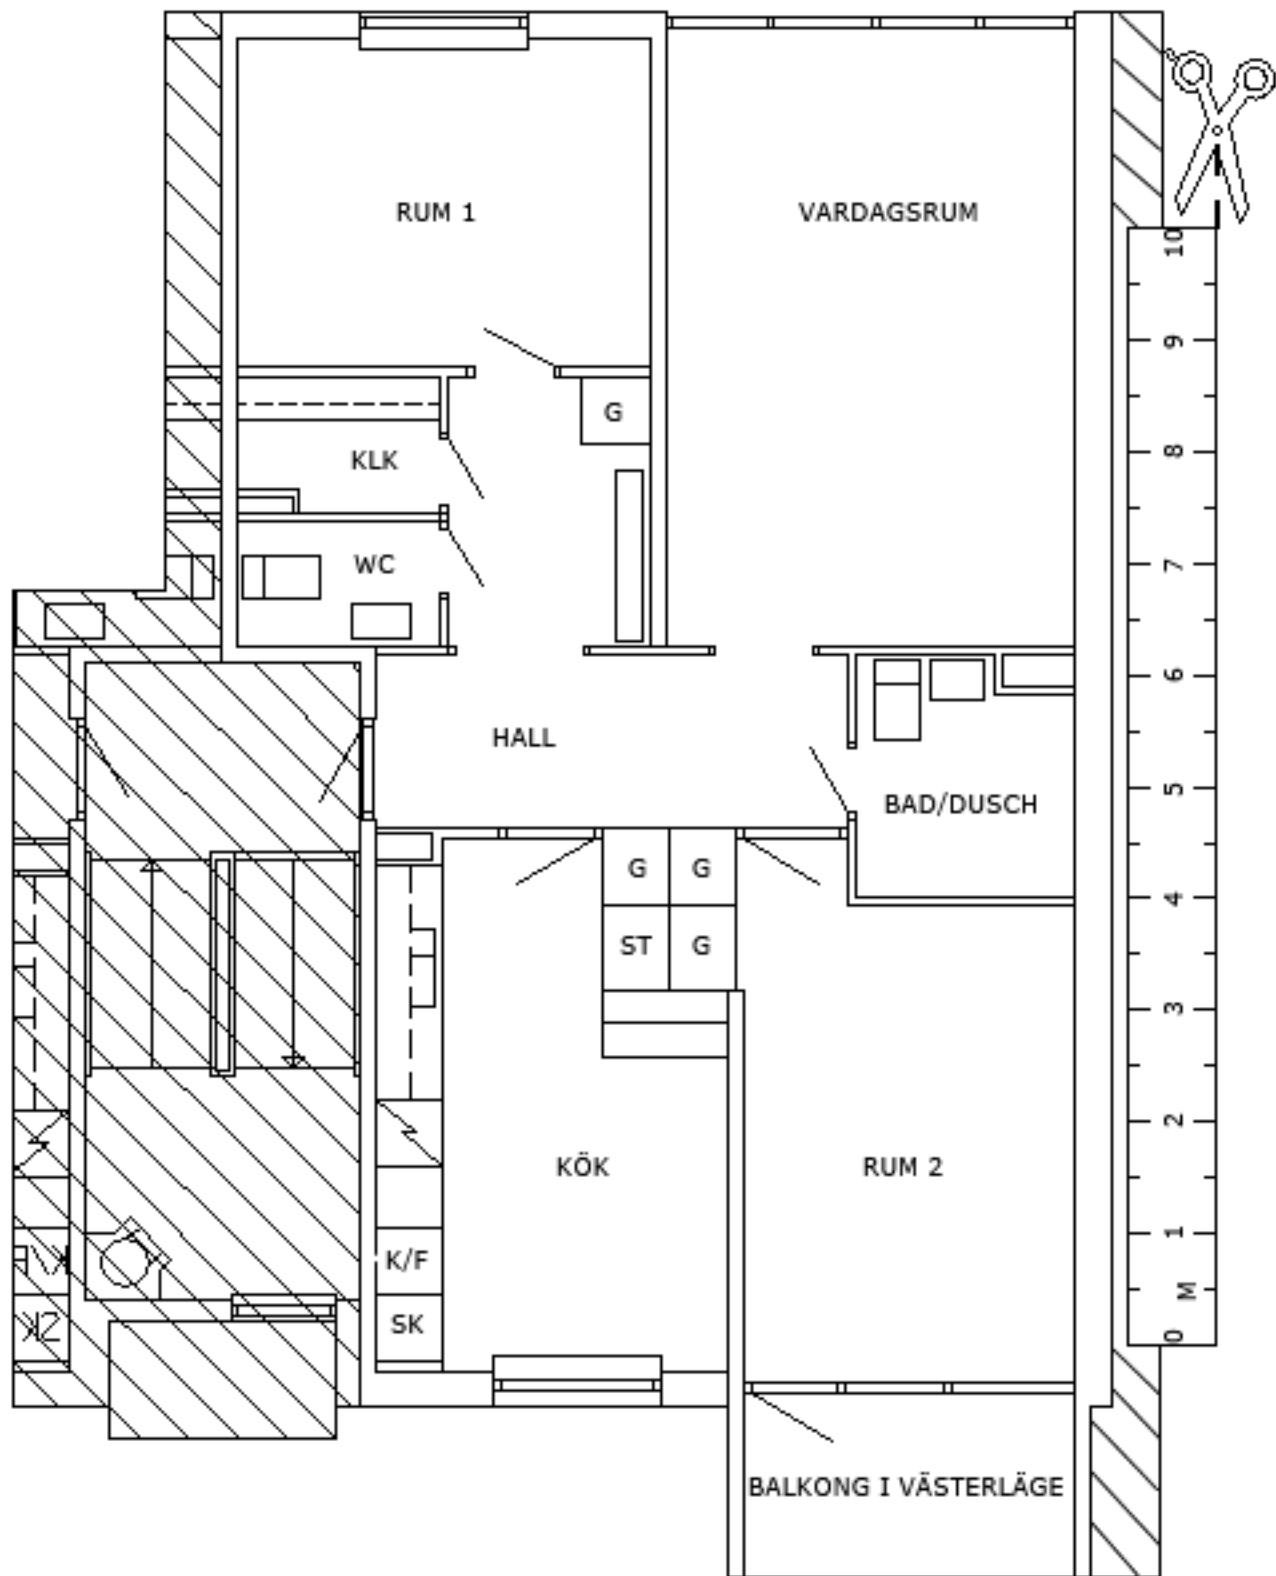 RUM 1
VARDAGSRUM
10
9
G
8
KLK
7
WC
6
HALL
5
BAD/DUSCH
G
G
4
ST
G
3
2
KÖK
RUM 2
1
K/F
K/F
M
SK
SK
0
BALKONG I VÄSTERLÄGE